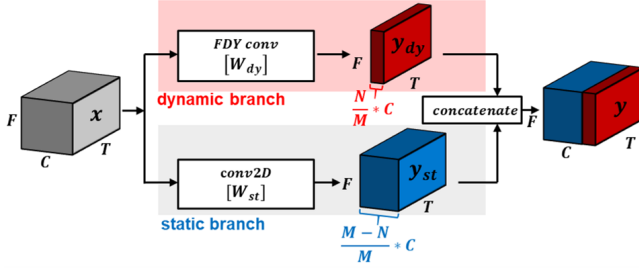 FDY conv
[W_dy]
dynamic branch
F
y_dy
T
N/M * C
F
x
C
T
concatenate
F
y
C
T
conv2D
[W_st]
static branch
F
y_st
T
M − N/M * C